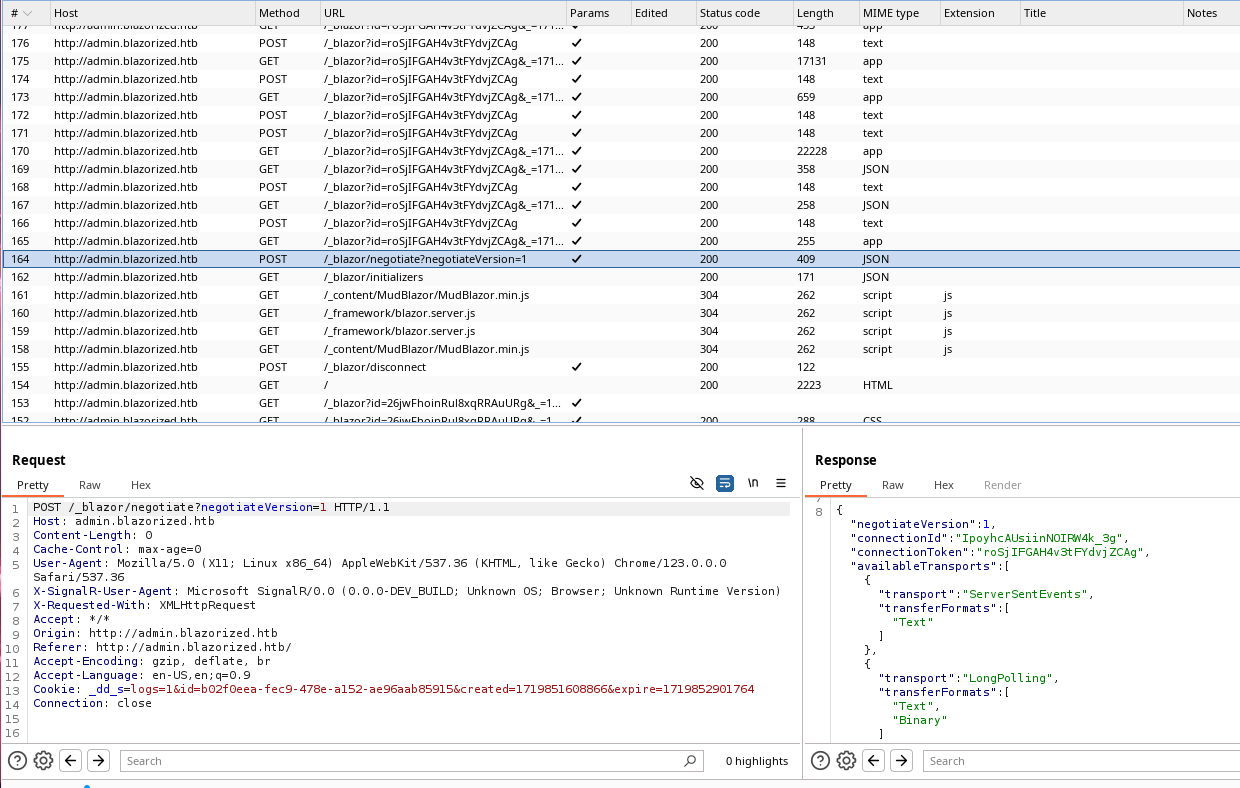 # Host Method URL Params Edited Status code Length MIME type Extension Title Notes
176 http://admin.blazorized.htb POST /_blazor?id=roSjIFGAH4v3tFYdvjZCAg ✓ 200 148 text
175 http://admin.blazorized.htb GET /_blazor?id=roSjIFGAH4v3tFYdvjZCAg&_=171... ✓ 200 17131 app
174 http://admin.blazorized.htb POST /_blazor?id=roSjIFGAH4v3tFYdvjZCAg ✓ 200 148 text
173 http://admin.blazorized.htb GET /_blazor?id=roSjIFGAH4v3tFYdvjZCAg&_=171... ✓ 200 659 app
172 http://admin.blazorized.htb POST /_blazor?id=roSjIFGAH4v3tFYdvjZCAg ✓ 200 148 text
171 http://admin.blazorized.htb POST /_blazor?id=roSjIFGAH4v3tFYdvjZCAg ✓ 200 148 text
170 http://admin.blazorized.htb GET /_blazor?id=roSjIFGAH4v3tFYdvjZCAg&_=171... ✓ 200 22228 app
169 http://admin.blazorized.htb GET /_blazor?id=roSjIFGAH4v3tFYdvjZCAg&_=171... ✓ 200 358 JSON
168 http://admin.blazorized.htb POST /_blazor?id=roSjIFGAH4v3tFYdvjZCAg ✓ 200 148 text
167 http://admin.blazorized.htb GET /_blazor?id=roSjIFGAH4v3tFYdvjZCAg&_=171... ✓ 200 258 JSON
166 http://admin.blazorized.htb POST /_blazor?id=roSjIFGAH4v3tFYdvjZCAg ✓ 200 148 text
165 http://admin.blazorized.htb GET /_blazor?id=roSjIFGAH4v3tFYdvjZCAg&_=171... ✓ 200 255 app
164 http://admin.blazorized.htb POST /_blazor/negotiate?negotiateVersion=1 ✓ 200 409 JSON
162 http://admin.blazorized.htb GET /_blazor/initializers 200 171 JSON
161 http://admin.blazorized.htb GET /_content/MudBlazor/MudBlazor.min.js 304 262 script js
160 http://admin.blazorized.htb GET /_framework/blazor.server.js 304 262 script js
159 http://admin.blazorized.htb GET /_framework/blazor.server.js 304 262 script js
158 http://admin.blazorized.htb GET /_content/MudBlazor/MudBlazor.min.js 304 262 script js
155 http://admin.blazorized.htb POST /_blazor/disconnect ✓ 200 122
154 http://admin.blazorized.htb GET / 200 2223 HTML
153 http://admin.blazorized.htb GET /_blazor?id=26jwFhoinRul8xqRRAuURg&_=1... ✓
152 http://admin.blazorized.htb GET /_blazor?id=26jwFhoinRul8xqRRAuURg&_=1... ✓ 200 288 CSS
Request
Pretty Raw Hex
\n
1 POST /_blazor/negotiate?negotiateVersion=1 HTTP/1.1
2 Host: admin.blazorized.htb
3 Content-Length: 0
4 Cache-Control: max-age=0
5 User-Agent: Mozilla/5.0 (X11; Linux x86_64) AppleWebKit/537.36 (KHTML, like Gecko) Chrome/123.0.0.0
Safari/537.36
6 X-SignalR-User-Agent: Microsoft SignalR/0.0 (0.0.0-DEV_BUILD; Unknown OS; Browser; Unknown Runtime Version)
7 X-Requested-With: XMLHttpRequest
8 Accept: */*
9 Origin: http://admin.blazorized.htb
10 Referer: http://admin.blazorized.htb/
11 Accept-Encoding: gzip, deflate, br
12 Accept-Language: en-US,en;q=0.9
13 Cookie: _dd_s=logs=1&id=b02f0eea-fec9-478e-a152-ae96aab85915&created=1719851608866&expire=1719852901764
14 Connection: close
15
16
Search
0 highlights
Response
Pretty Raw Hex Render
7
8 {
"negotiateVersion":1,
"connectionId":"IpoyhcAUsiinNOIRW4k_3g",
"connectionToken":"roSjIFGAH4v3tFYdvjZCAg",
"availableTransports":[
{
"transport":"ServerSentEvents",
"transferFormats":[
"Text"
]
},
{
"transport":"LongPolling",
"transferFormats":[
"Text",
"Binary"
]
Search